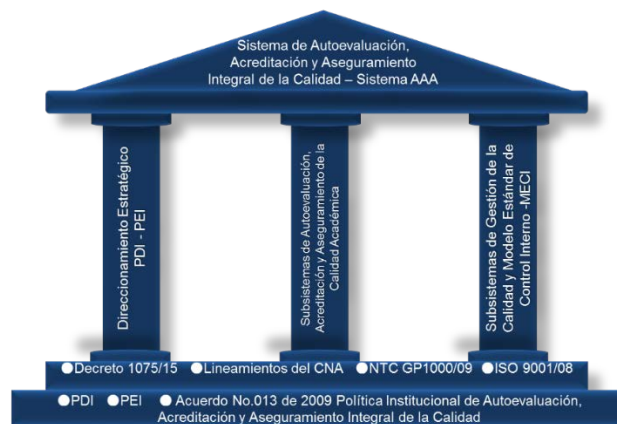 Sistema de Autoevaluación,
Acreditación y Aseguramiento
Integral de la Calidad – Sistema AAA
Direccionamiento Estratégico
PDI - PEI
Subsistemas de Autoevaluación,
Acreditación y Aseguramiento de la
Calidad Académica
Subsistemas de Gestión de la
Calidad y Modelo Estándar de
Control Interno -MECI
●Decreto 1075/15 ●Lineamientos del CNA ●NTC GP1000/09 ●ISO 9001/08
●PDI ●PEI ●Acuerdo No.013 de 2009 Política Institucional de Autoevaluación,
Acreditación y Aseguramiento Integral de la Calidad